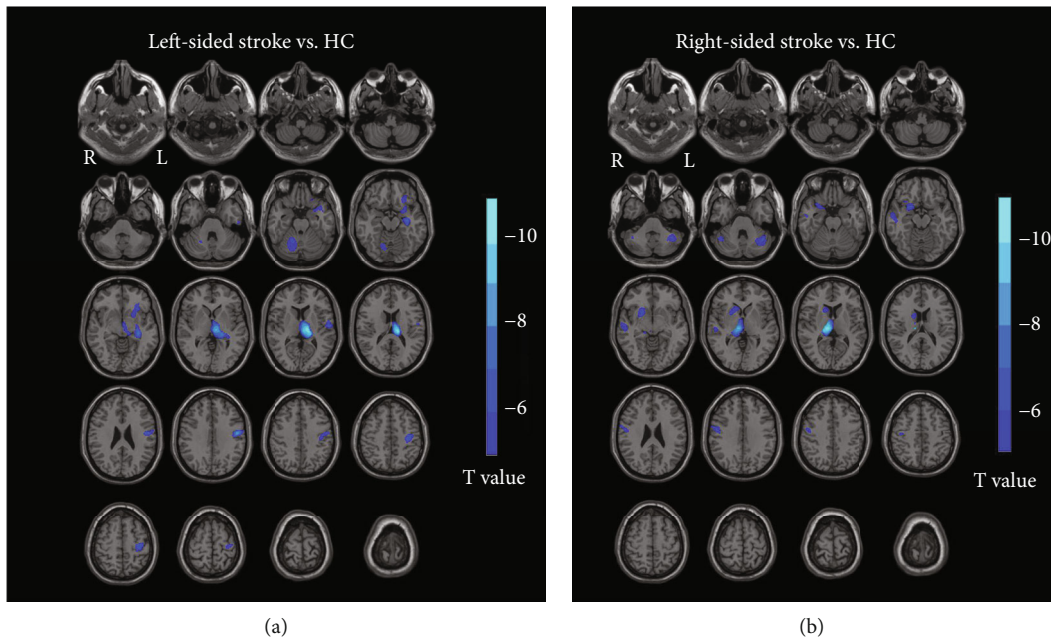 Left-sided stroke vs. HC
R
L
−10
−8
−6
T value
(a)
Right-sided stroke vs. HC
R
L
−10
−8
−6
T value
(b)